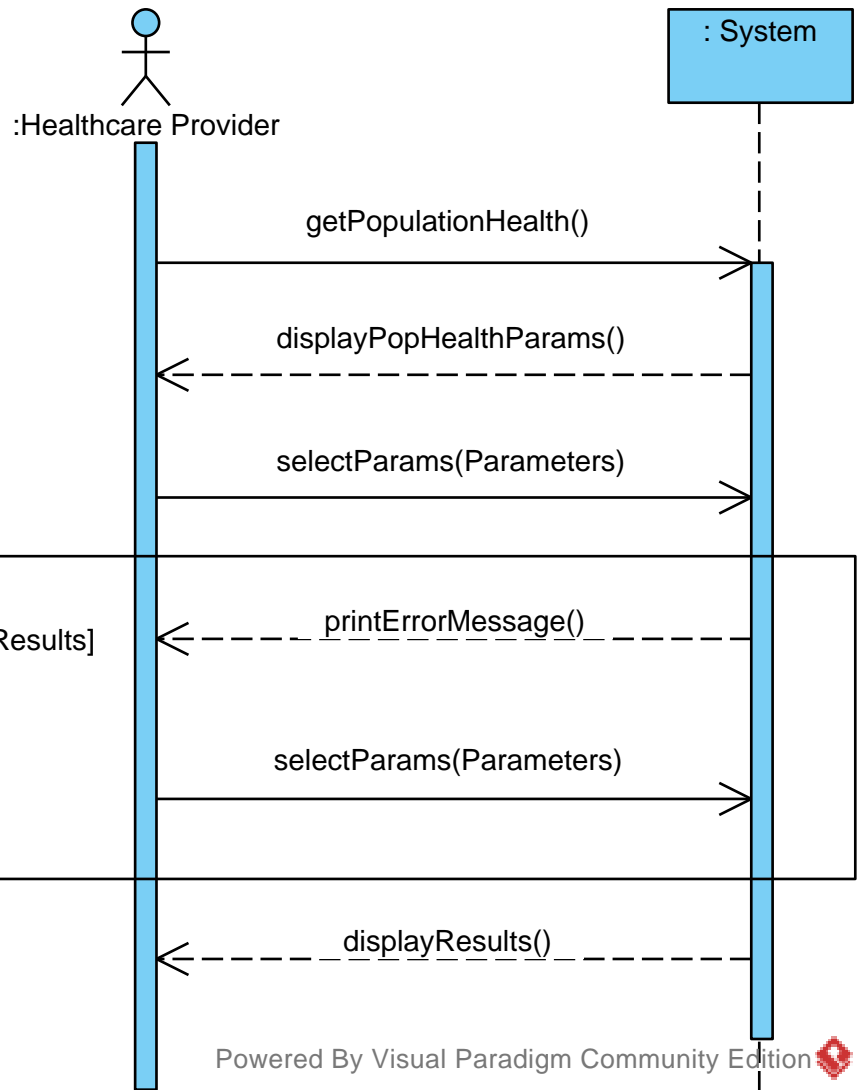 : System
:Healthcare Provider
getPopulationHealth()
displayPopHealthParams()
selectParams(Parameters)
Results]
printErrorMessage()
selectParams(Parameters)
displayResults()
Powered By Visual Paradigm Community Edition